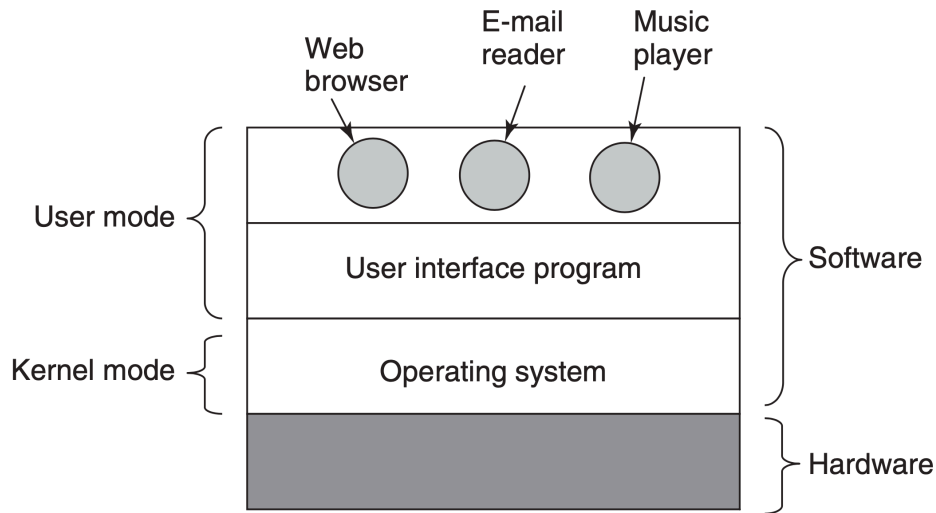 Web
browser
E-mail
reader
Music
player
User mode
User interface program
Software
Kernel mode
Operating system
Hardware